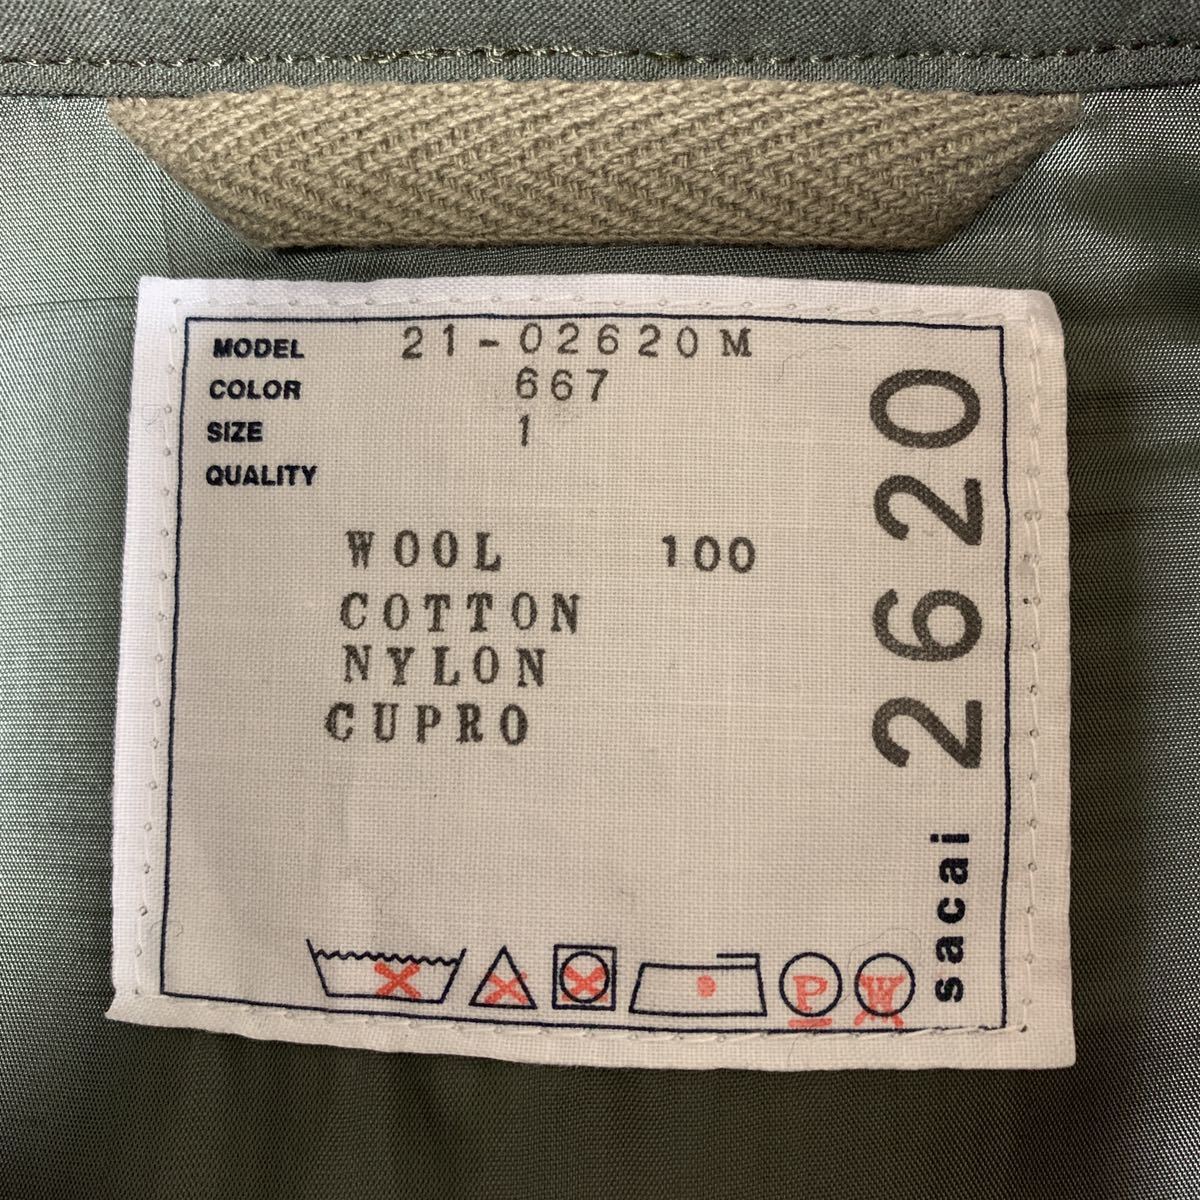 MODEL 21-02620M
COLOR 667
SIZE 1
QUALITY
WOOL 100
COTTON
NYLON
CUPRO
P W
sacai 2620